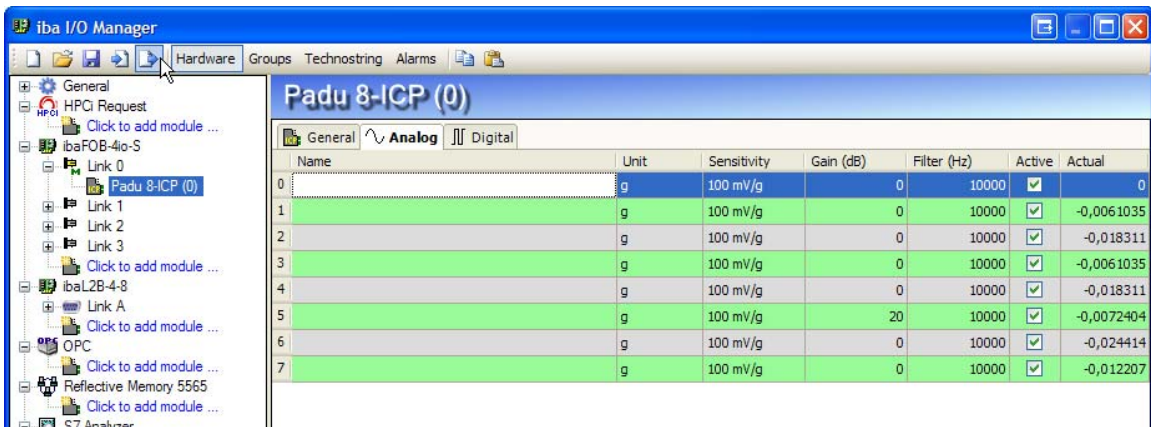 iba I/O Manager
Hardware Groups Technostring Alarms
General
HPCi Request
HPCi
Click to add module ...
ibaFOB-4io-S
Link 0
Padu 8-ICP (0)
Link 1
Link 2
Link 3
Click to add module ...
ibaL2B-4-8
Link A
Click to add module ...
OPC
Click to add module ...
Reflective Memory 5565
Click to add module ...
S7 Analyzer
Padu 8-ICP (0)
General Analog Digital
Name Unit Sensitivity Gain (dB) Filter (Hz) Active Actual
0 g 100 mV/g 0 10000 0
1 g 100 mV/g 0 10000 -0,0061035
2 g 100 mV/g 0 10000 -0,018311
3 g 100 mV/g 0 10000 -0,0061035
4 g 100 mV/g 0 10000 -0,018311
5 g 100 mV/g 20 10000 -0,0072404
6 g 100 mV/g 0 10000 -0,024414
7 g 100 mV/g 0 10000 -0,012207